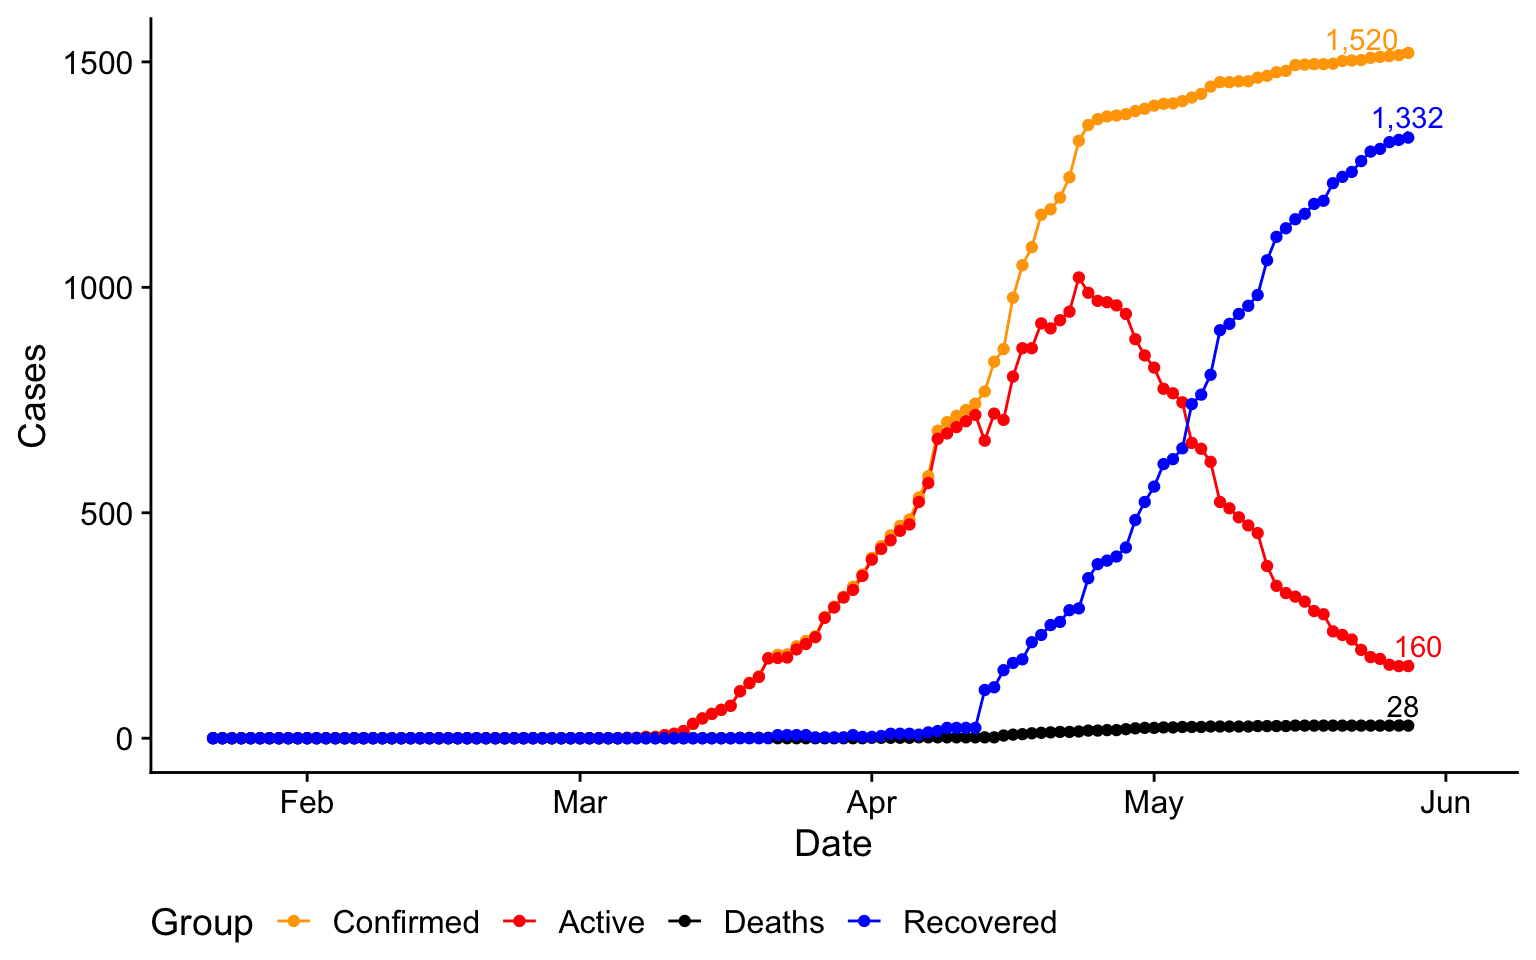 1,520
1500
1,332
1000
Cases
500
160
28
0
Feb Mar Apr May Jun
Date
Group Confirmed Active Deaths Recovered